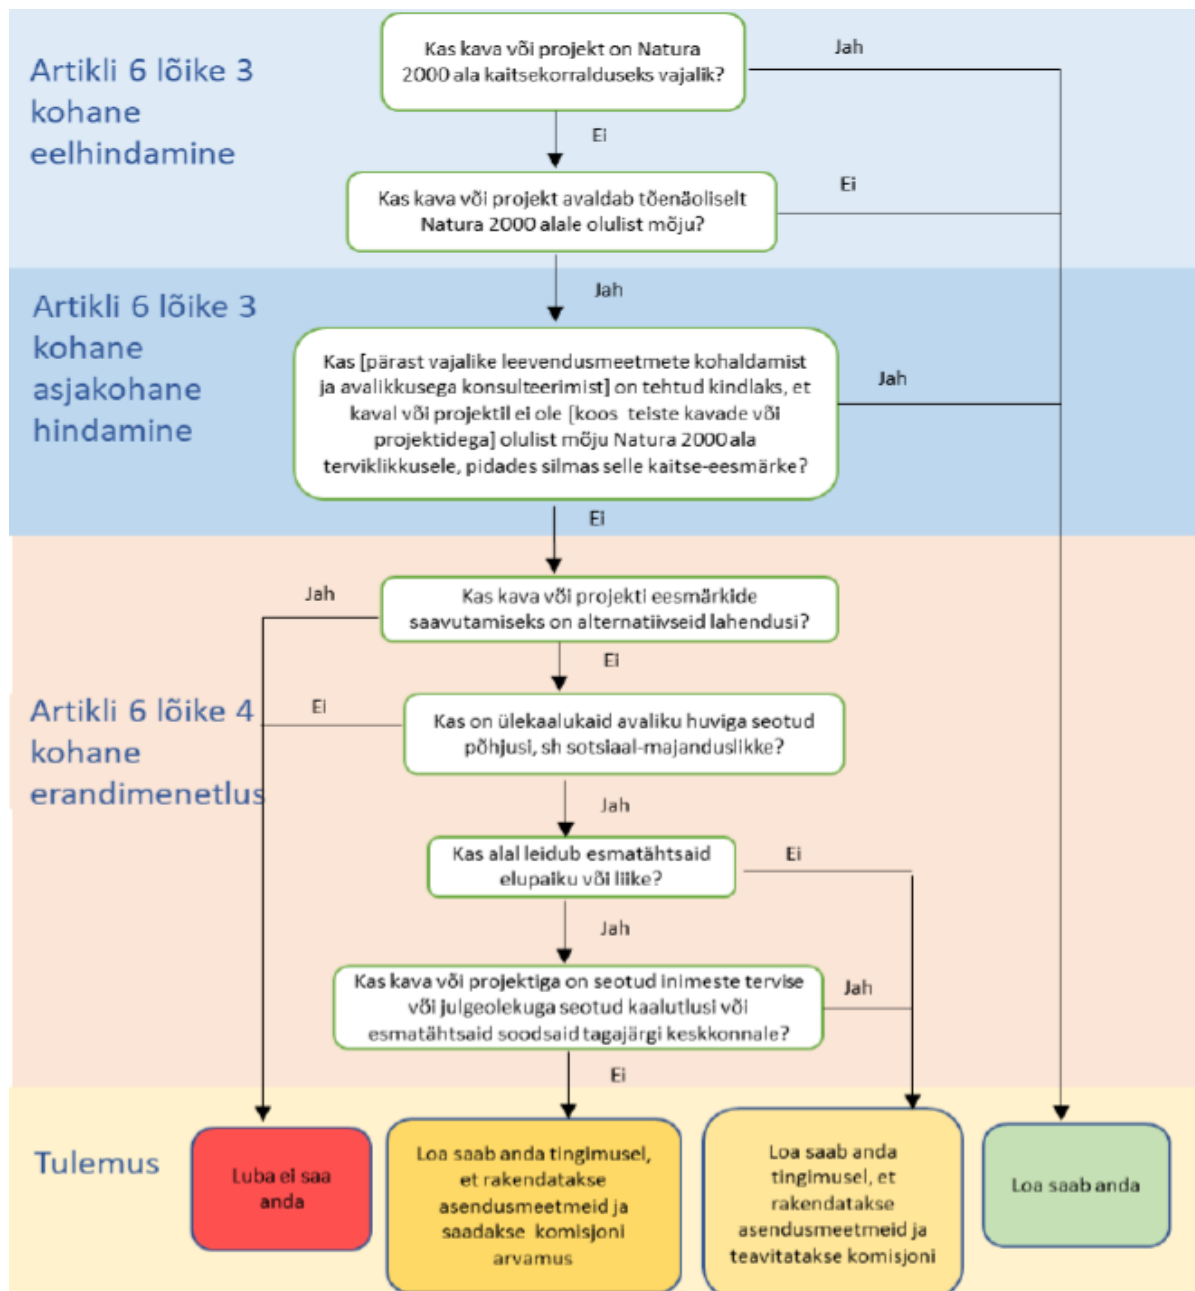 Artikli 6 lõike 3
kohane
eelhindamine
Kas kava või projekt on Natura
2000 ala kaitsekorralduseks vajalik?
Jah
Ei
Kas kava või projekt avaldab tõenäoliselt
Natura 2000 alale olulist mõju?
Ei
Jah
Artikli 6 lõike 3
kohane
asjakohane
hindamine
Kas [pärast vajalike leevendusmeetmete kohaldamist
ja avalikkusega konsulteerimist] on tehtud kindlaks, et
kaval või projektil ei ole [koos teiste kavade või
projektidega] olulist mõju Natura 2000 ala
terviklikkusele, pidades silmas selle kaitse-eesmärke?
Jah
Ei
Artikli 6 lõike 4
kohane
erandimenetlus
Kas kava või projekti eesmärkide
saavutamiseks on alternatiivseid lahendusi?
Jah
Ei
Kas on ülekaalukaid avaliku huviga seotud
põhjusi, sh sotsiaal-majanduslikke?
Ei
Jah
Kas alal leidub esmatähtsaid
elupaiku või liike?
Ei
Jah
Kas kava või projektiga on seotud inimeste tervise
või julgeolekuga seotud kaalutlusi või
esmatähtsaid soodsaid tagajärgi keskkonnale?
Jah
Ei
Tulemus
Luba ei saa
anda
Loa saab anda tingimusel,
et rakendatakse
asendusmeetmeid ja
saadakse komisjoni
arvamus
Loa saab anda
tingimusel, et
rakendatakse
asendusmeetmeid ja
teavitatakse komisjoni
Loa saab anda